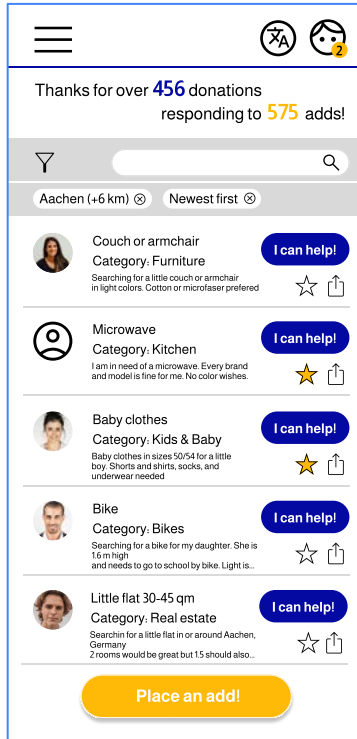 文A
2
Thanks for over 456 donations
responding to 575 adds!
Aachen (+6 km)
Newest first
Couch or armchair
I can help!
Category: Furniture
Searching for a little couch or armchair
in light colors. Cotton or microfaser prefered
Microwave
I can help!
Category: Kitchen
I am in need of a microwave. Every brand
and model is fine for me. No color wishes.
Baby clothes
I can help!
Category: Kids & Baby
Baby clothes in sizes 50/54 for a little
boy. Shorts and shirts, socks, and
underwear needed
Bike
I can help!
Category: Bikes
Searching for a bike for my daughter. She is
1.6 m high
and needs to go to school by bike. Light is...
Little flat 30-45 qm
I can help!
Category: Real estate
Searchin for a little flat in or around Aachen,
Germany
2 rooms would be great but 1.5 should also...
Place an add!